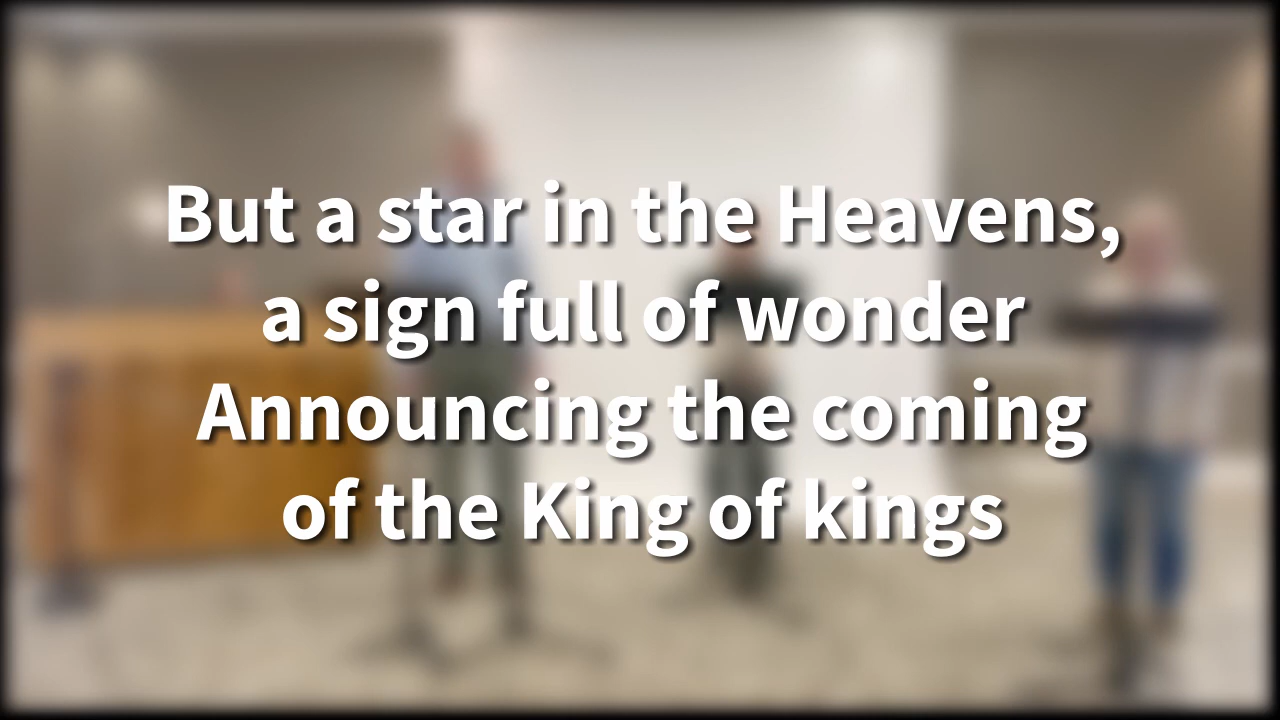 But a star in the Heavens,
a sign full of wonder
Announcing the coming
of the King of kings